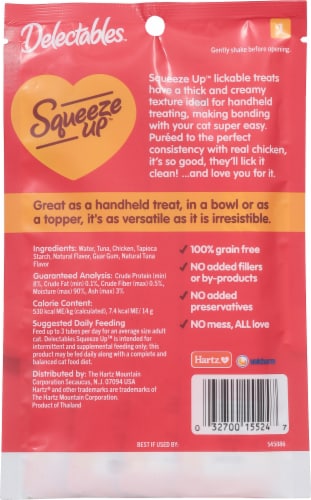 Delectables™
Gently shake before opening.
Squeeze
UP™
Squeeze Up™ lickable treats
have a thick and creamy
texture ideal for handheld
treating, making bonding
with your cat super easy.
Puréed to the perfect
consistency with real chicken,
it's so good, they'll lick it
clean! ...and love you for it.
Great as a handheld treat, in a bowl or as
a topper, it's as versatile as it is irresistible.
Ingredients: Water, Tuna, Chicken, Tapioca
Starch, Natural Flavor, Guar Gum, Natural Tuna
Flavor
Guaranteed Analysis: Crude Protein (min)
8%, Crude Fat (min) 0.1%, Crude Fiber (max) 0.5%,
Moisture (max) 90%, Ash (max) 3%
Calorie Content:
530 kcal ME/kg (calculated), 7.4 kcal ME/ 14 g
Suggested Daily Feeding
Feed up to 3 tubes per day for an average size adult
cat. Delectables Squeeze Up™ is intended for
intermittent and supplemental feeding only; this
product may be fed daily along with a complete and
balanced cat food diet.
Distributed by: The Hartz Mountain
Corporation Secaucus, N.J. 07094 USA
Hartz® and other trademarks are trademarks of
The Hartz Mountain Corporation.
Product of Thailand
100% grain free
NO added fillers
or by-products
NO added
preservatives
NO mess, ALL love
Hartz
unicharm
0 32700 15524 7
BEST IF USED BY: